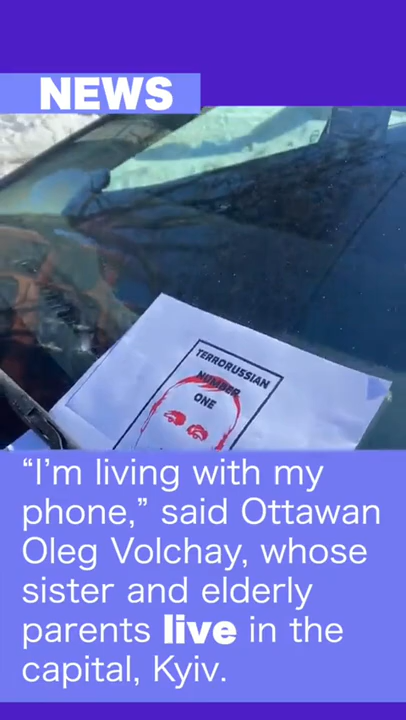 NEWS
TERRORUSSIAN
NUMBER
ONE
“I’m living with my
phone,” said Ottawan
Oleg Volchay, whose
sister and elderly
parents live in the
capital, Kyiv.